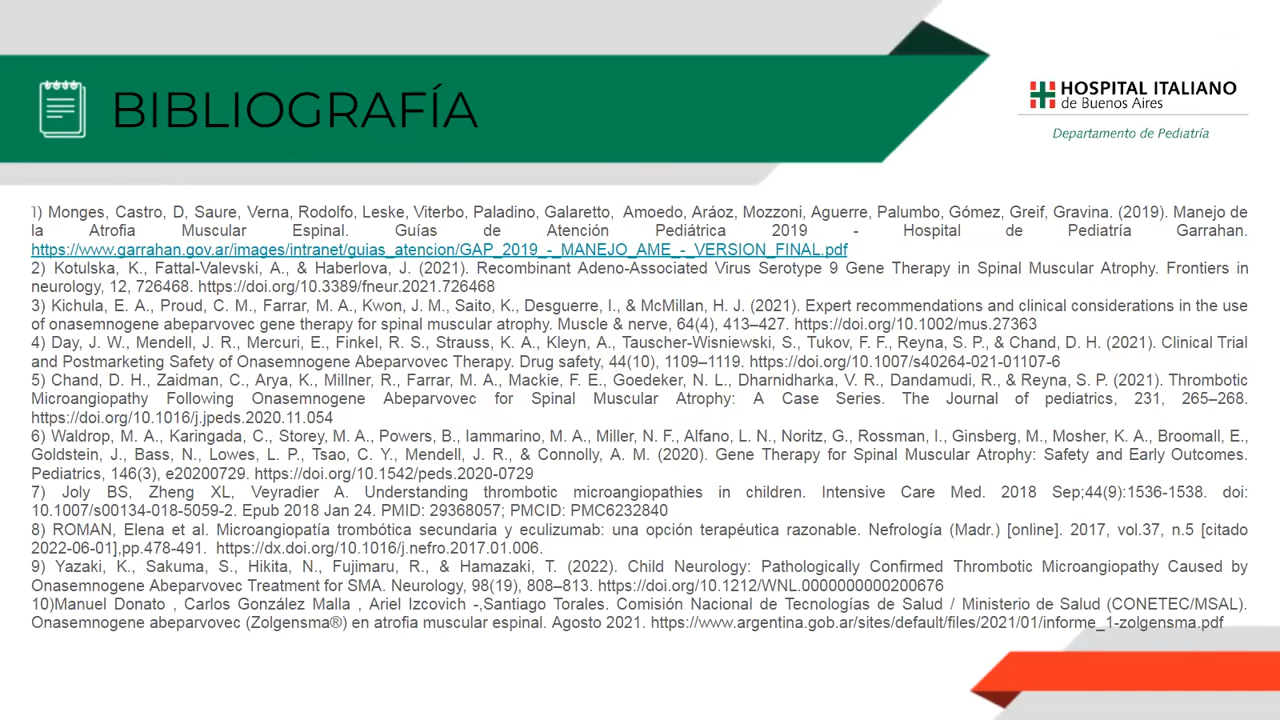 BIBLIOGRAFÍA
HOSPITAL ITALIANO
de Buenos Aires
Departamento de Pediatría
1) Monges, Castro, D, Saure, Verna, Rodolfo, Leske, Viterbo, Paladino, Galaretto, Amoedo, Aráoz, Mozzoni, Aguerre, Palumbo, Gómez, Greif, Gravina. (2019). Manejo de
la Atrofia Muscular Espinal. Guías de Atención Pediátrica 2019 - Hospital de Pediatría Garrahan.
https://www.garrahan.gov.ar/images/intranet/guias_atencion/GAP_2019_-_MANEJO_AME_-_VERSION_FINAL.pdf
2) Kotulska, K., Fattal-Valevski, A., & Haberlova, J. (2021). Recombinant Adeno-Associated Virus Serotype 9 Gene Therapy in Spinal Muscular Atrophy. Frontiers in
neurology, 12, 726468. https://doi.org/10.3389/fneur.2021.726468
3) Kichula, E. A., Proud, C. M., Farrar, M. A., Kwon, J. M., Saito, K., Desguerre, I., & McMillan, H. J. (2021). Expert recommendations and clinical considerations in the use
of onasemnogene abeparvovec gene therapy for spinal muscular atrophy. Muscle & nerve, 64(4), 413–427. https://doi.org/10.1002/mus.27363
4) Day, J. W., Mendell, J. R., Mercuri, E., Finkel, R. S., Strauss, K. A., Kleyn, A., Tauscher-Wisniewski, S., Tukov, F. F., Reyna, S. P., & Chand, D. H. (2021). Clinical Trial
and Postmarketing Safety of Onasemnogene Abeparvovec Therapy. Drug safety, 44(10), 1109–1119. https://doi.org/10.1007/s40264-021-01107-6
5) Chand, D. H., Zaidman, C., Arya, K., Millner, R., Farrar, M. A., Mackie, F. E., Goedeker, N. L., Dharnidharka, V. R., Dandamudi, R., & Reyna, S. P. (2021). Thrombotic
Microangiopathy Following Onasemnogene Abeparvovec for Spinal Muscular Atrophy: A Case Series. The Journal of pediatrics, 231, 265–268.
https://doi.org/10.1016/j.jpeds.2020.11.054
6) Waldrop, M. A., Karingada, C., Storey, M. A., Powers, B., Iammarino, M. A., Miller, N. F., Alfano, L. N., Noritz, G., Rossman, I., Ginsberg, M., Mosher, K. A., Broomall, E.,
Goldstein, J., Bass, N., Lowes, L. P., Tsao, C. Y., Mendell, J. R., & Connolly, A. M. (2020). Gene Therapy for Spinal Muscular Atrophy: Safety and Early Outcomes.
Pediatrics, 146(3), e20200729. https://doi.org/10.1542/peds.2020-0729
7) Joly BS, Zheng XL, Veyradier A. Understanding thrombotic microangiopathies in children. Intensive Care Med. 2018 Sep;44(9):1536-1538. doi:
10.1007/s00134-018-5059-2. Epub 2018 Jan 24. PMID: 29368057; PMCID: PMC6232840
8) ROMAN, Elena et al. Microangiopatía trombótica secundaria y eculizumab: una opción terapéutica razonable. Nefrología (Madr.) [online]. 2017, vol.37, n.5 [citado
2022-06-01],pp.478-491. https://dx.doi.org/10.1016/j.nefro.2017.01.006.
9) Yazaki, K., Sakuma, S., Hikita, N., Fujimaru, R., & Hamazaki, T. (2022). Child Neurology: Pathologically Confirmed Thrombotic Microangiopathy Caused by
Onasemnogene Abeparvovec Treatment for SMA. Neurology, 98(19), 808–813. https://doi.org/10.1212/WNL.0000000000200676
10)Manuel Donato , Carlos González Malla , Ariel Izcovich -,Santiago Torales. Comisión Nacional de Tecnologías de Salud / Ministerio de Salud (CONETEC/MSAL).
Onasemnogene abeparvovec (Zolgensma®) en atrofia muscular espinal. Agosto 2021. https://www.argentina.gob.ar/sites/default/files/2021/01/informe_1-zolgensma.pdf